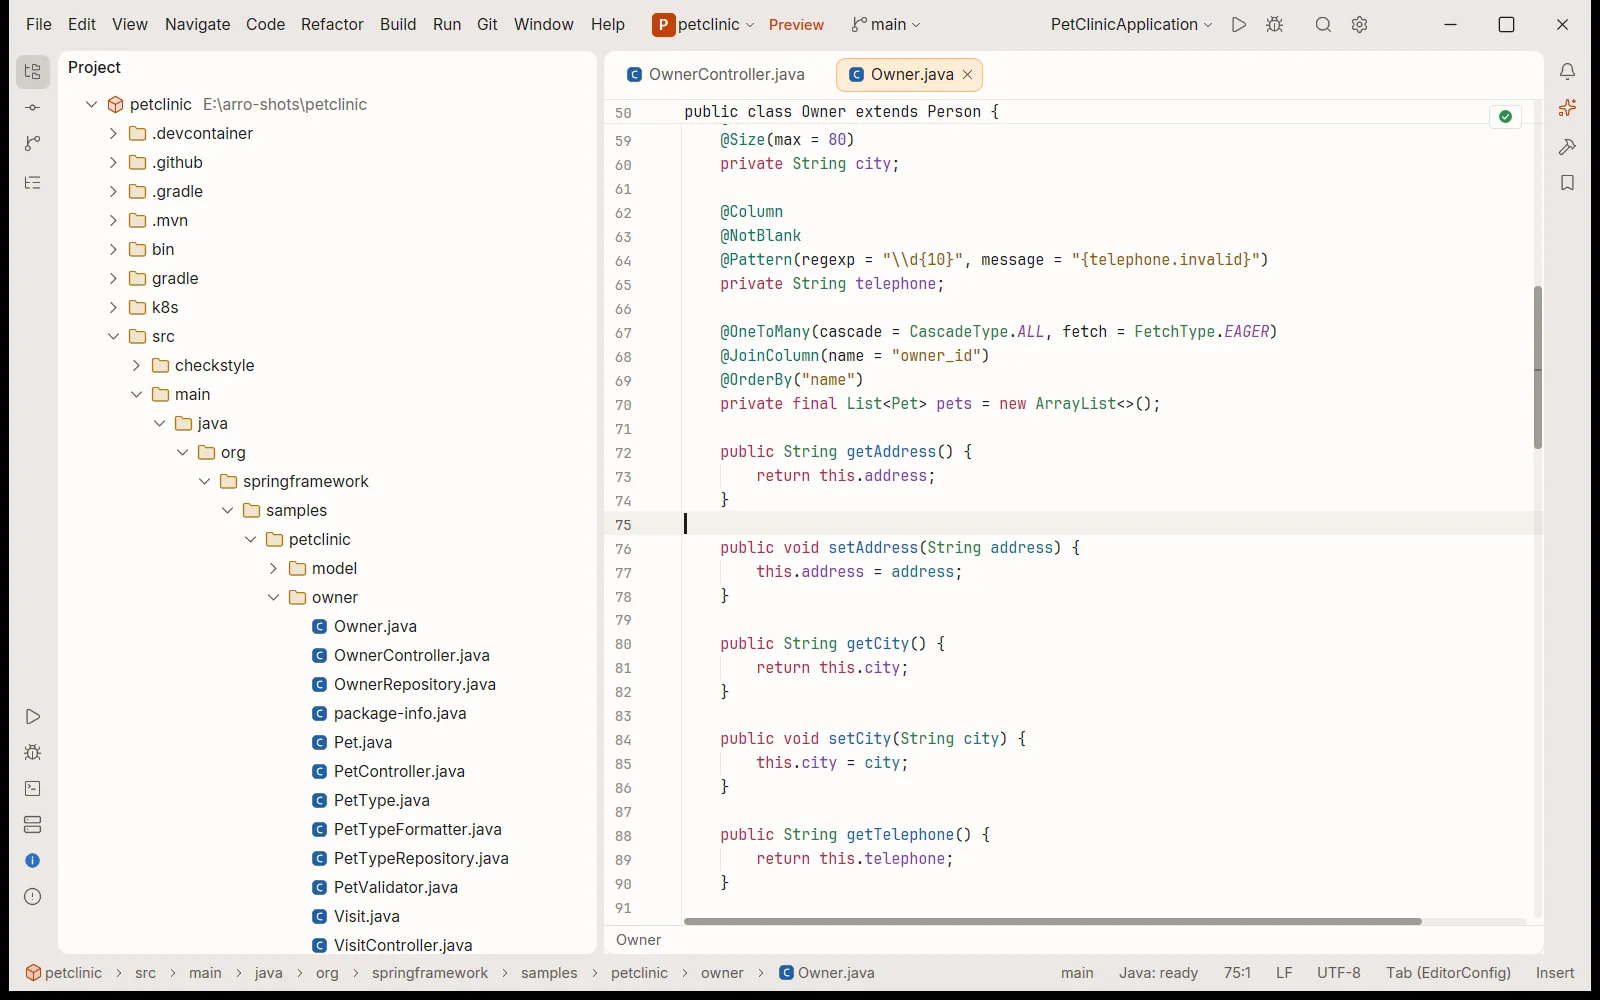 File Edit View Navigate Code Refactor Build Run Git Window Help P petclinic Preview main PetClinicApplication
Project
petclinic E:\arro-shots\petclinic
.devcontainer
.github
.gradle
.mvn
bin
gradle
k8s
src
checkstyle
main
java
org
springframework
samples
petclinic
model
owner
C Owner.java
C OwnerController.java
C OwnerRepository.java
C package-info.java
C Pet.java
C PetController.java
C PetType.java
C PetTypeFormatter.java
C PetTypeRepository.java
C PetValidator.java
C Visit.java
C VisitController.java
C OwnerController.java C Owner.java
50 public class Owner extends Person {
59 @Size(max = 80)
60 private String city;
61
62 @Column
63 @NotBlank
64 @Pattern(regexp = "\\d{10}", message = "{telephone.invalid}")
65 private String telephone;
66
67 @OneToMany(cascade = CascadeType.ALL, fetch = FetchType.EAGER)
68 @JoinColumn(name = "owner_id")
69 @OrderBy("name")
70 private final List<Pet> pets = new ArrayList<>();
71
72 public String getAddress() {
73 return this.address;
74 }
75
76 public void setAddress(String address) {
77 this.address = address;
78 }
79
80 public String getCity() {
81 return this.city;
82 }
83
84 public void setCity(String city) {
85 this.city = city;
86 }
87
88 public String getTelephone() {
89 return this.telephone;
90 }
91
Owner
petclinic > src > main > java > org > springframework > samples > petclinic > owner > C Owner.java main Java: ready 75:1 LF UTF-8 Tab (EditorConfig) Insert